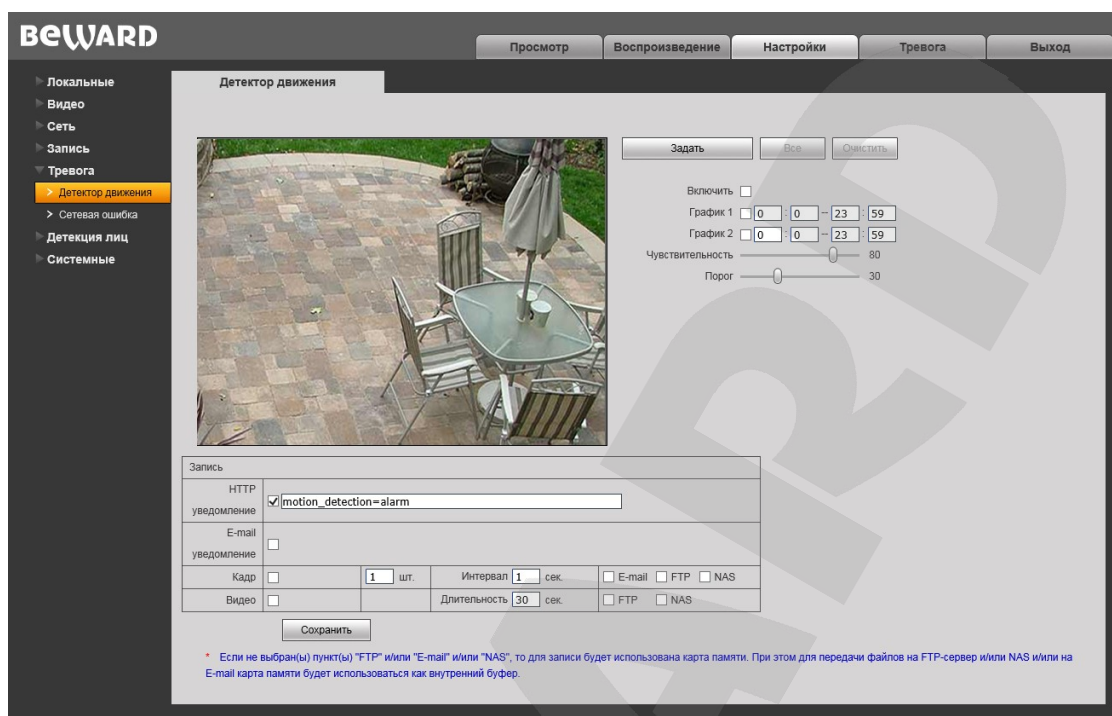 BEWARD
Просмотр Воспроизведение Настройки Тревога Выход
Локальные
Видео
Сеть
Запись
Тревога
> Детектор движения
> Сетевая ошибка
Детекция лиц
Системные
Детектор движения
Задать Все Очистить
Включить
График 1 0 : 0 -- 23 : 59
График 2 0 : 0 -- 23 : 59
Чувствительность 80
Порог 30
Запись
HTTP
уведомление motion_detection=alarm
E-mail
уведомление
Кадр 1 шт. Интервал 1 сек. E-mail FTP NAS
Видео Длительность 30 сек. FTP NAS
Сохранить
* Если не выбран(ы) пункт(ы) "FTP" и/или "E-mail" и/или "NAS", то для записи будет использована карта памяти. При этом для передачи файлов на FTP-сервер и/или NAS и/или на
E-mail карта памяти будет использоваться как внутренний буфер.